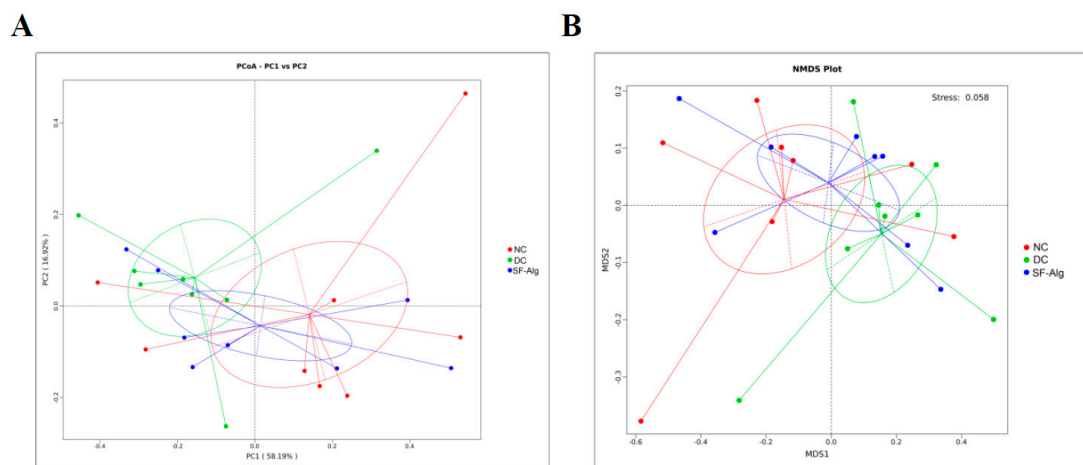 A
PCoA - PC1 vs PC2
PC2 ( 16.92% )
0.4
0.2
0.0
-0.2
-0.4
-0.2
0.0
0.2
0.4
PC1 ( 58.19% )
NC
DC
SF-Alg
B
NMDS Plot
Stress: 0.058
MDS2
0.2
0.1
0.0
-0.1
-0.2
-0.3
-0.6
-0.4
-0.2
0.0
0.2
0.4
MDS1
NC
DC
SF-Alg